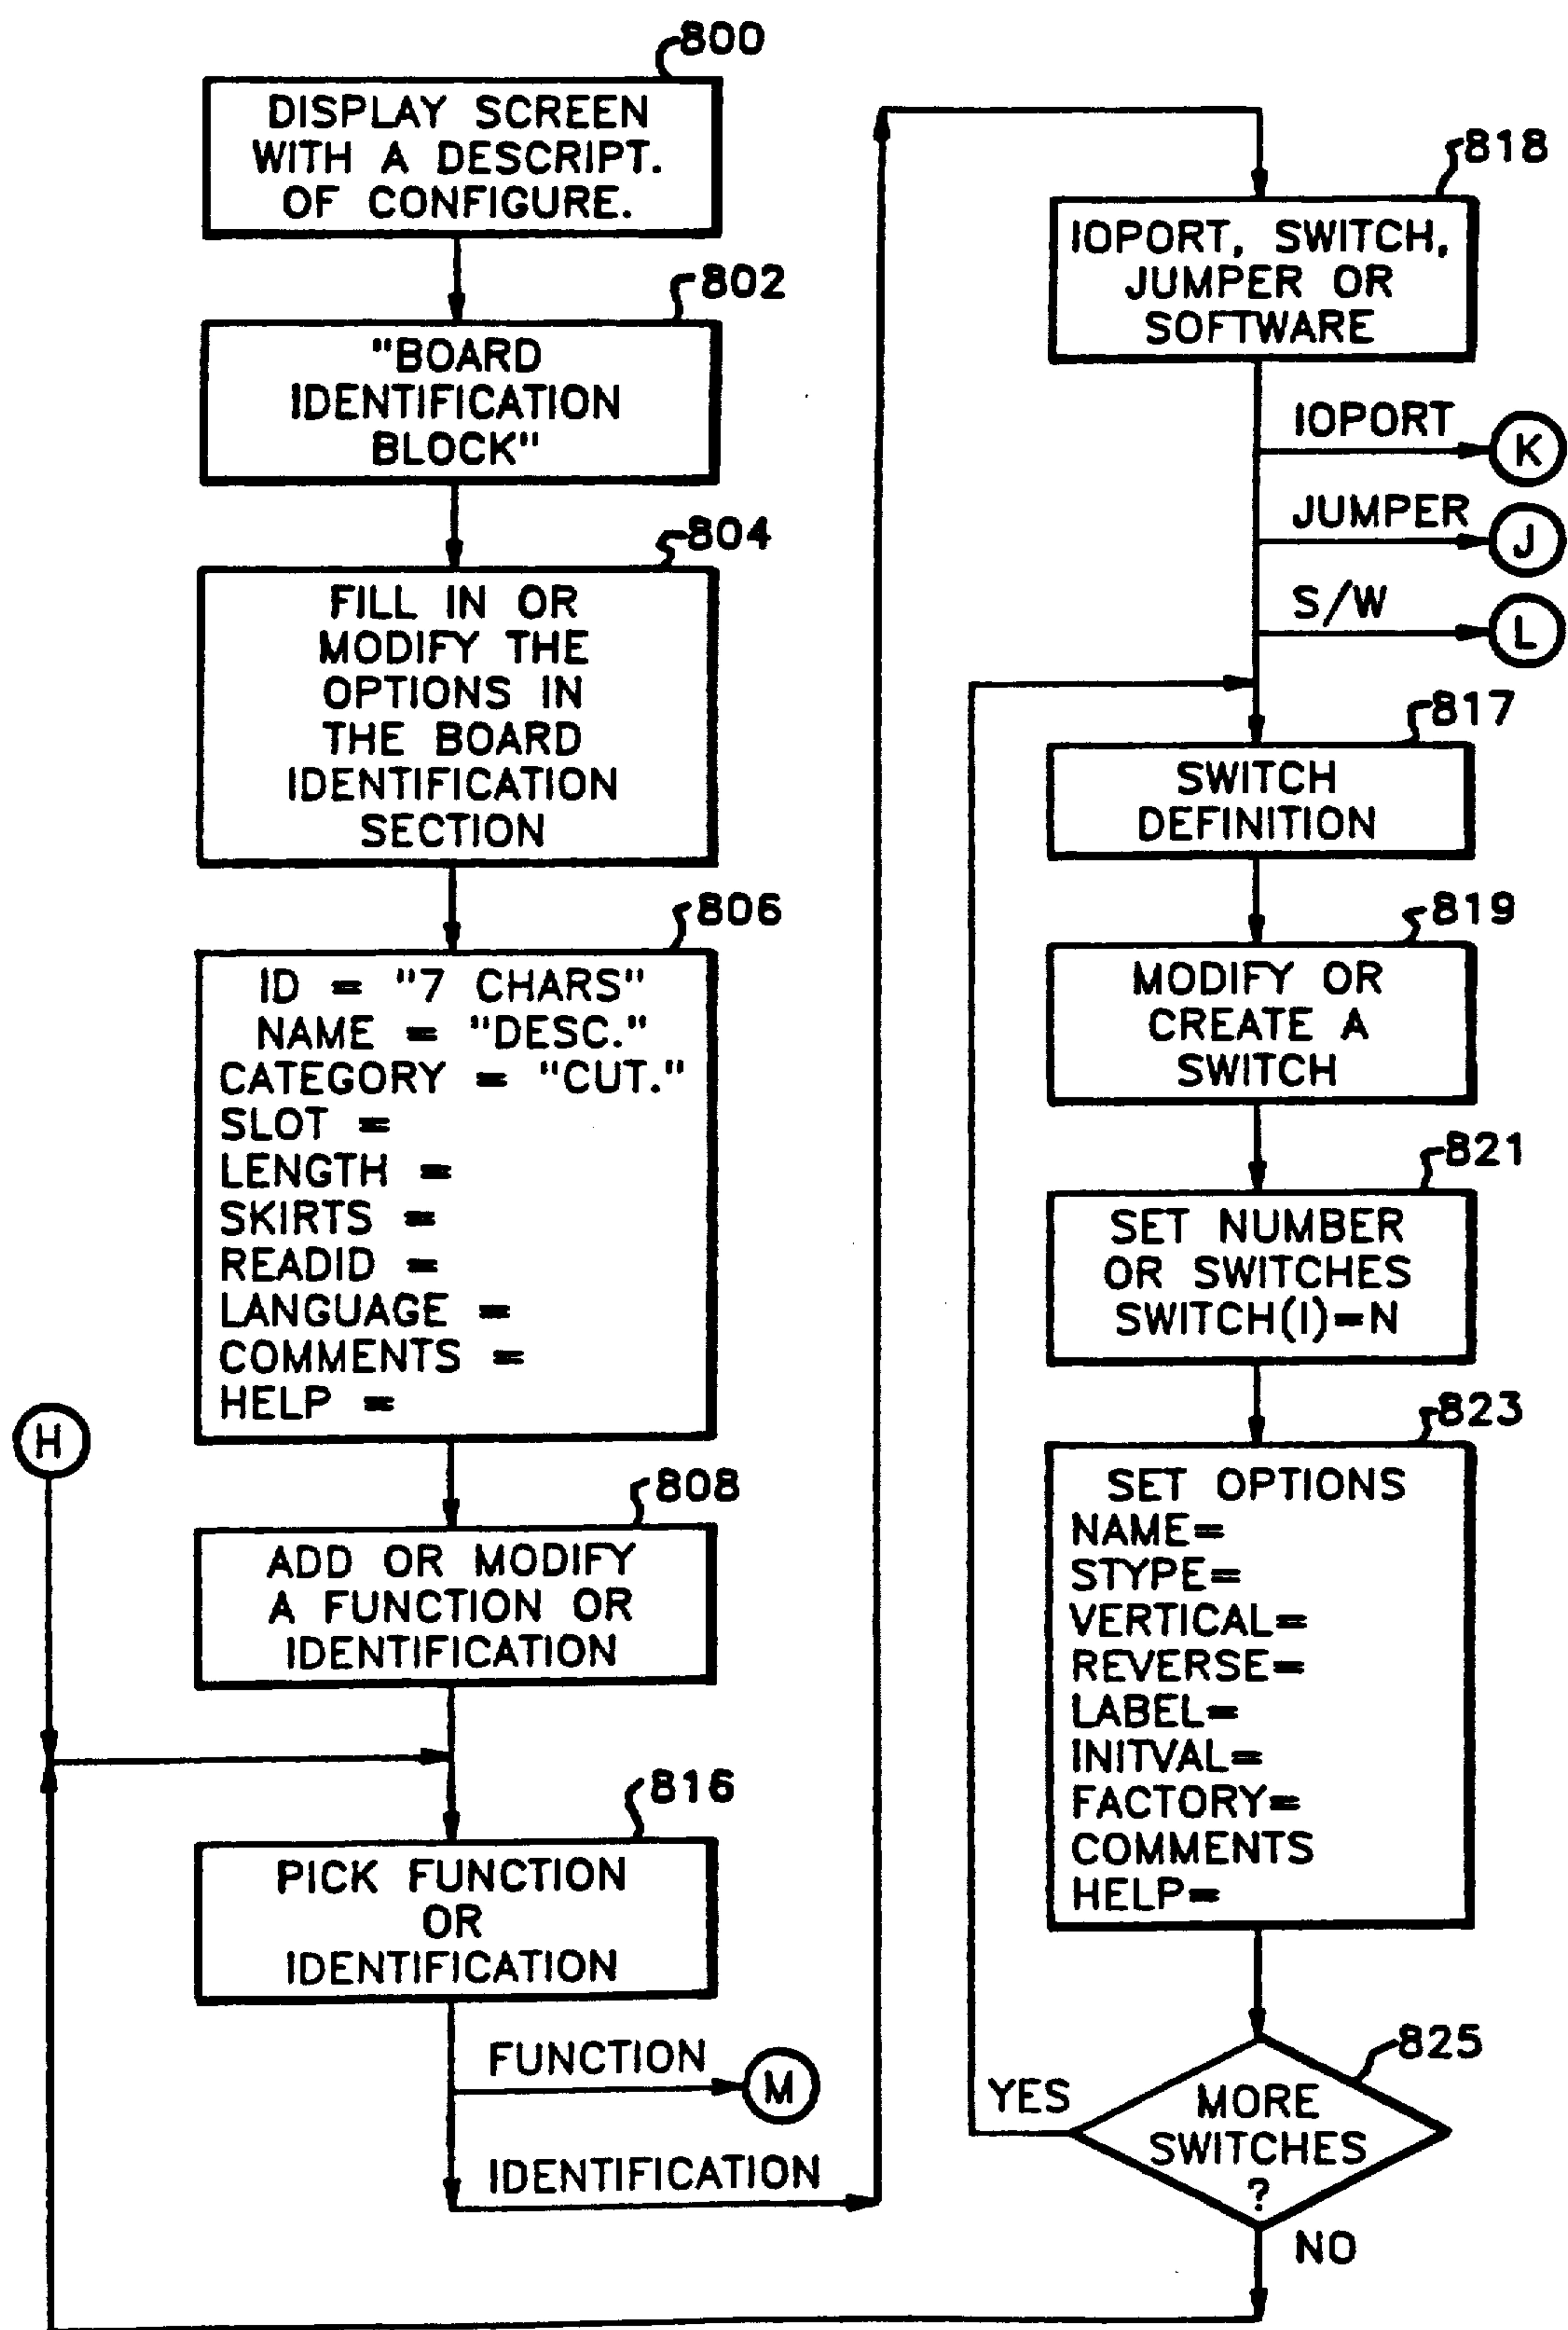 800
DISPLAY SCREEN
WITH A DESCRIPT.
OF CONFIGURE.
802
"BOARD
IDENTIFICATION
BLOCK"
804
FILL IN OR
MODIFY THE
OPTIONS IN
THE BOARD
IDENTIFICATION
SECTION
806
ID = "7 CHARS"
NAME = "DESC."
CATEGORY = "CUT."
SLOT =
LENGTH =
SKIRTS =
READID =
LANGUAGE =
COMMENTS =
HELP =
H
808
ADD OR MODIFY
A FUNCTION OR
IDENTIFICATION
816
PICK FUNCTION
OR
IDENTIFICATION
FUNCTION
M
IDENTIFICATION
818
IOPORT, SWITCH,
JUMPER OR
SOFTWARE
IOPORT
K
JUMPER
J
S/W
L
817
SWITCH
DEFINITION
819
MODIFY OR
CREATE A
SWITCH
821
SET NUMBER
OR SWITCHES
SWITCH(I)=N
823
SET OPTIONS
NAME=
STYPE=
VERTICAL=
REVERSE=
LABEL=
INITVAL=
FACTORY=
COMMENTS
HELP=
825
YES
MORE
SWITCHES
?
NO